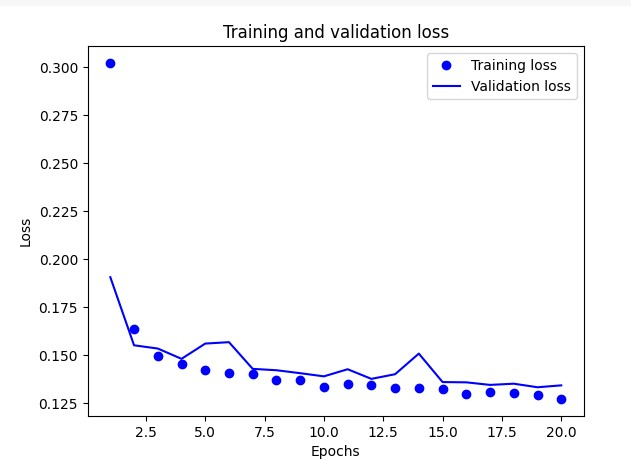 Training and validation loss
Training loss
Validation loss
0.300
0.275
0.250
0.225
0.200
0.175
0.150
0.125
Loss
2.5 5.0 7.5 10.0 12.5 15.0 17.5 20.0
Epochs